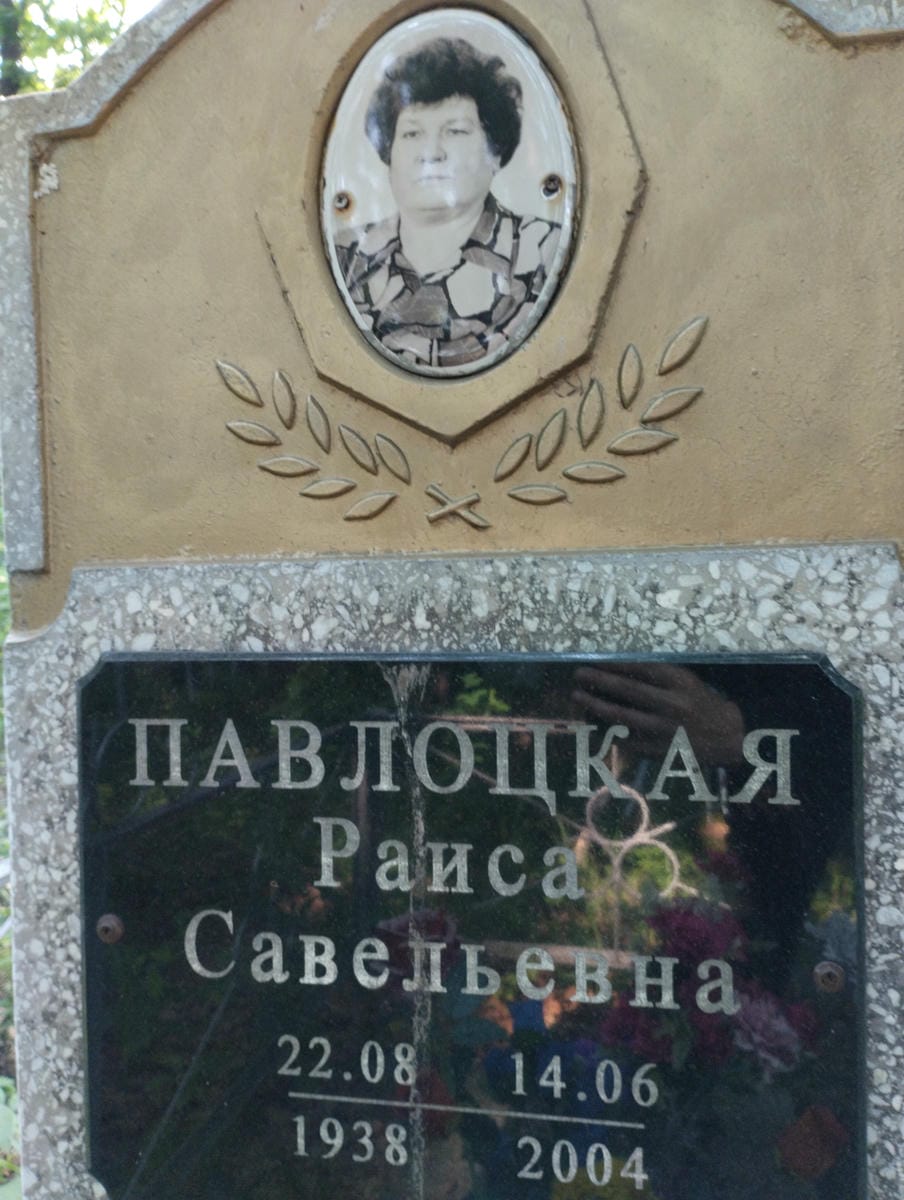 ПАВЛОЦКАЯ
Раиса
Савельевна
22.08 14.06
1938 2004